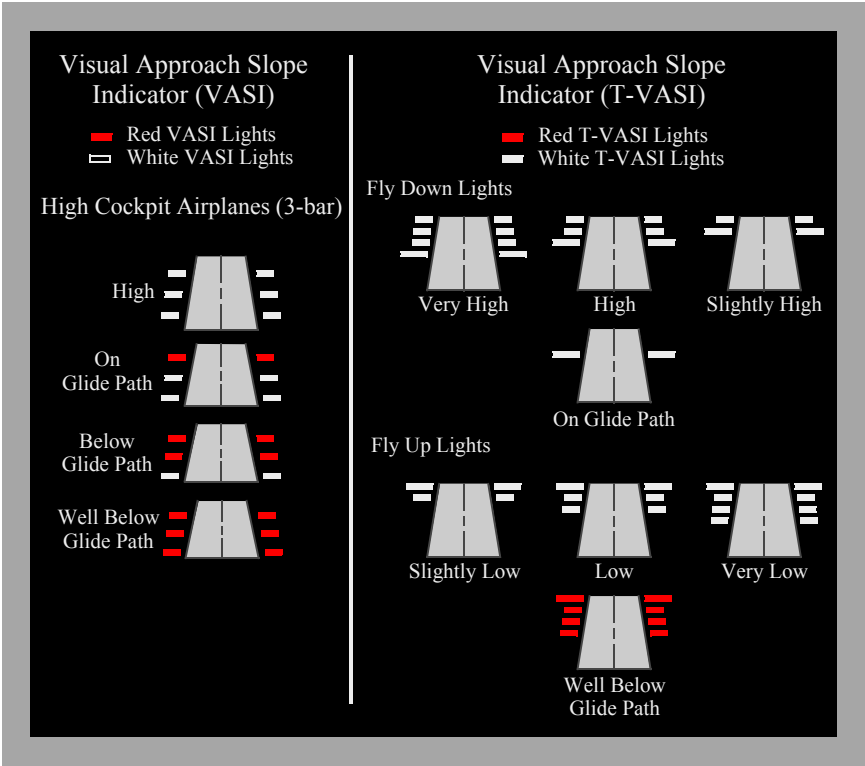 Visual Approach Slope
Indicator (VASI)
Red VASI Lights
White VASI Lights
High Cockpit Airplanes (3-bar)
High
On
Glide Path
Below
Glide Path
Well Below
Glide Path
Visual Approach Slope
Indicator (T-VASI)
Red T-VASI Lights
White T-VASI Lights
Fly Down Lights
Very High
High
Slightly High
On Glide Path
Fly Up Lights
Slightly Low
Low
Very Low
Well Below
Glide Path